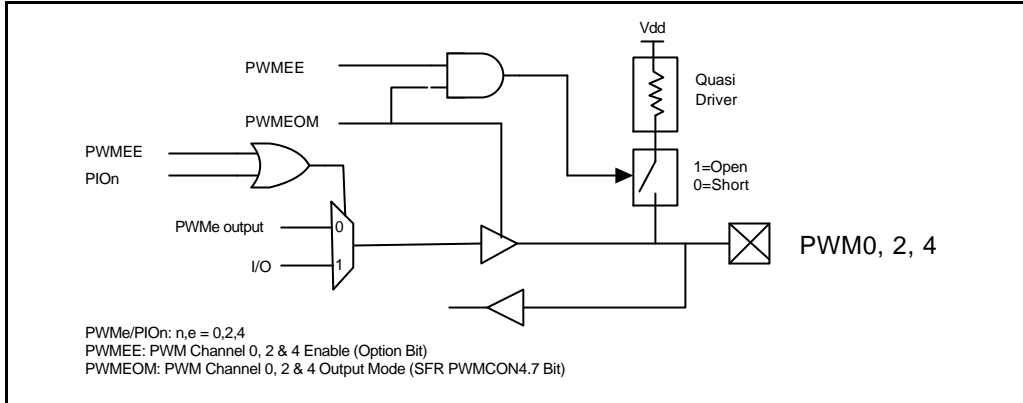 Vdd
PWMEE
Quasi
Driver
PWMEOM
PWMEE
1=Open
0=Short
PIOn
PWMe output
0
I/O
1
PWM0, 2, 4
PWMe/PIOn: n,e = 0,2,4
PWMEE: PWM Channel 0, 2 & 4 Enable (Option Bit)
PWMEOM: PWM Channel 0, 2 & 4 Output Mode (SFR PWMCON4.7 Bit)